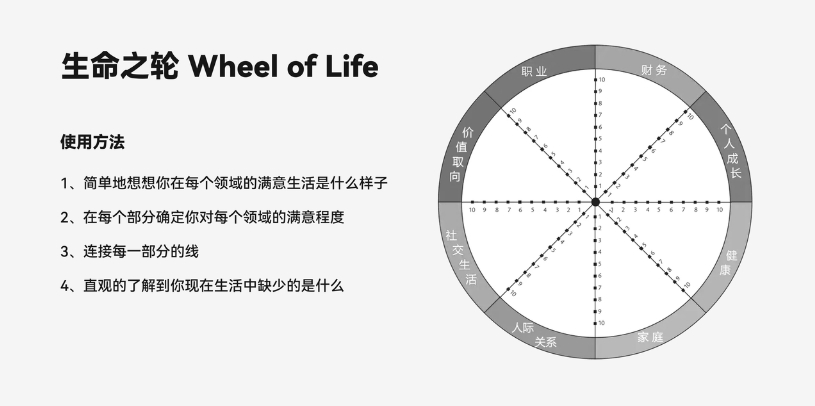 生命之轮 Wheel of Life
使用方法
1、简单地想想你在每个领域的满意生活是什么样子
2、在每个部分确定你对每个领域的满意程度
3、连接每一部分的线
4、直观的了解到你现在生活中缺少的是什么
职业
财务
个人成长
健康
家庭
人际
关系
社交生活
价值取向
10
9
8
7
6
5
4
3
2
1
1 2 3 4 5 6 7 8 9 10
1 2 3 4 5 6 7 8 9 10
1 2 3 4 5 6 7 8 9 10
1
2
3
4
5
6
7
8
9
10
1 2 3 4 5 6 7 8 9 10
10 9 8 7 6 5 4 3 2 1
10 9 8 7 6 5 4 3 2 1